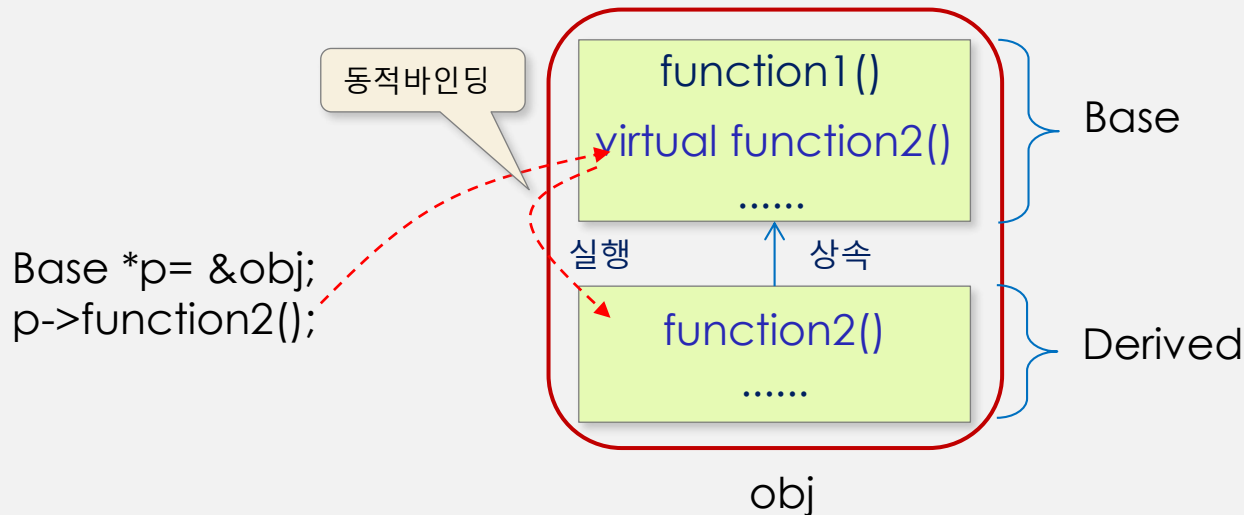 동적바인딩
function1()
virtual function2()
......
Base
실행
상속
Base *p= &obj;
p->function2();
function2()
......
Derived
obj